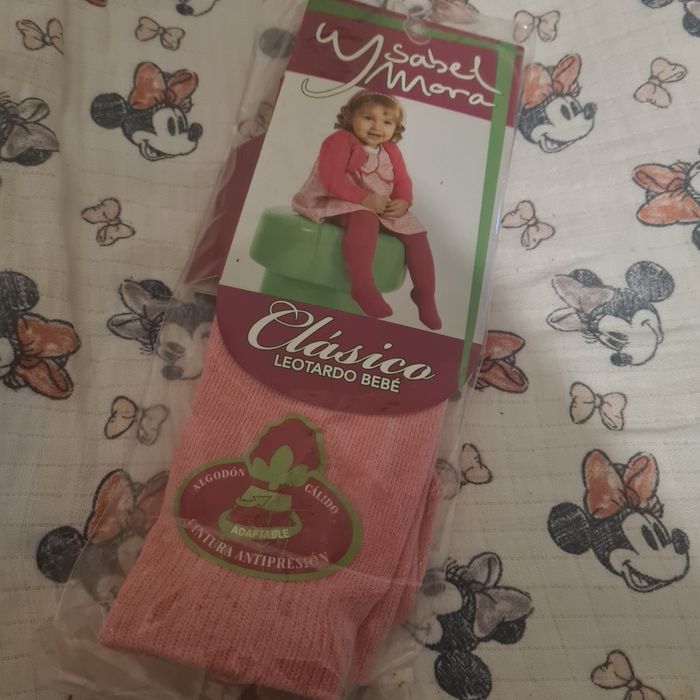 Ysabel
Mora
Clásico
LEOTARDO BEBÉ
ALGODÓN
CÁLIDO
ADAPTABLE
CINTURA ANTIPRESIÓN